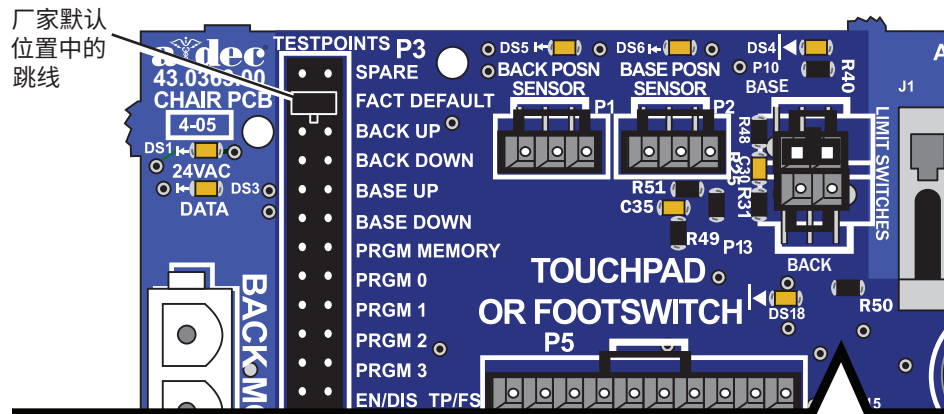 厂家默认
位置中的
跳线
a-dec
43.0363.00
CHAIR PCB
4-05
DS1
24VAC
DS3
DATA
BACK
TESTPOINTS P3
SPARE
FACT DEFAULT
BACK UP
BACK DOWN
BASE UP
BASE DOWN
PRGM MEMORY
PRGM 0
PRGM 1
PRGM 2
PRGM 3
EN/DIS TP/FS
DS5
BACK POSN
SENSOR
P1
DS6
BASE POSN
SENSOR
P2
DS4
P10
BASE
R40
R48
C30
R31
R51
C35
R49
P13
BACK
LIMIT SWITCHES
J1
A
TOUCHPAD
OR FOOTSWITCH
P5
DS18
R50
15